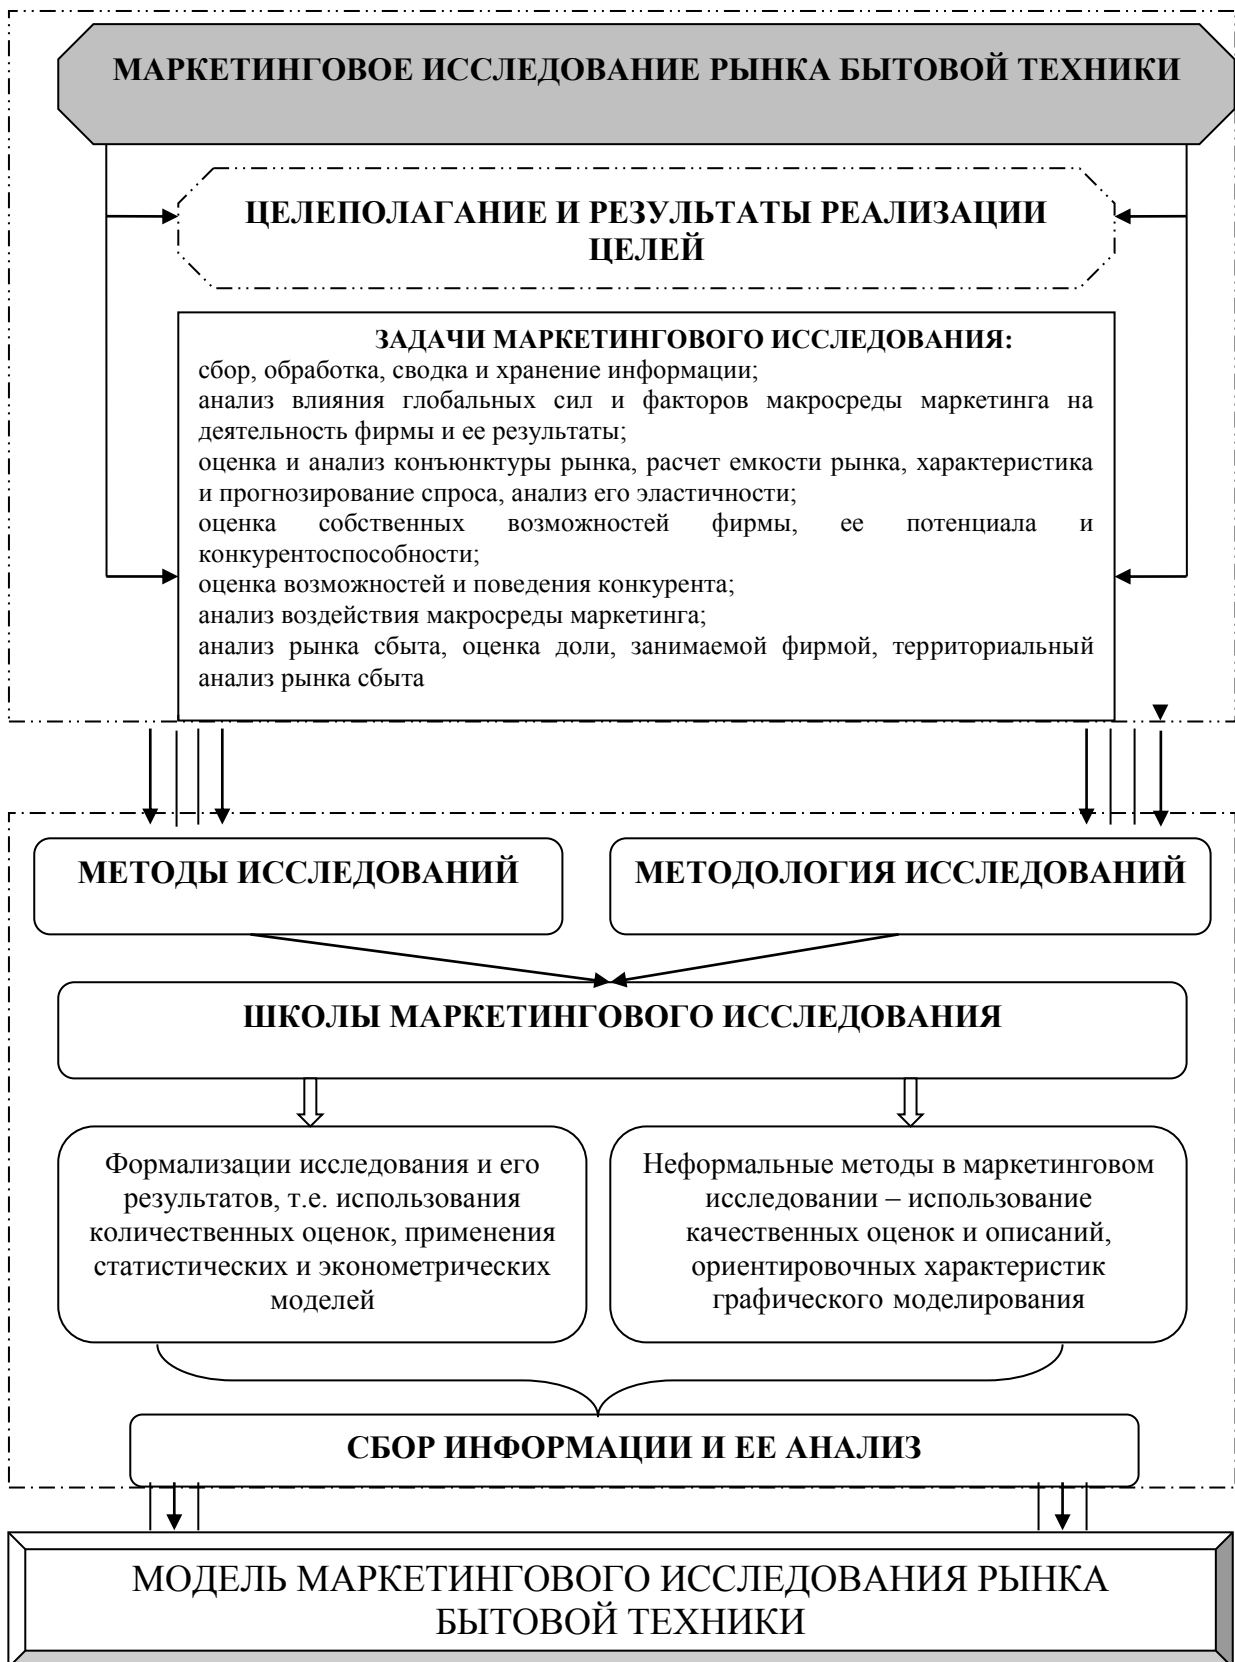 МАРКЕТИНГОВОЕ ИССЛЕДОВАНИЕ РЫНКА БЫТОВОЙ ТЕХНИКИ
ЦЕЛЕПОЛАГАНИЕ И РЕЗУЛЬТАТЫ РЕАЛИЗАЦИИ
ЦЕЛЕЙ
ЗАДАЧИ МАРКЕТИНГОВОГО ИССЛЕДОВАНИЯ:
сбор, обработка, сводка и хранение информации;
анализ влияния глобальных сил и факторов макросреды маркетинга на
деятельность фирмы и ее результаты;
оценка и анализ конъюнктуры рынка, расчет емкости рынка, характеристика
и прогнозирование спроса, анализ его эластичности;
оценка собственных возможностей фирмы, ее потенциала и
конкурентоспособности;
оценка возможностей и поведения конкурента;
анализ воздействия макросреды маркетинга;
анализ рынка сбыта, оценка доли, занимаемой фирмой, территориальный
анализ рынка сбыта
МЕТОДЫ ИССЛЕДОВАНИЙ
МЕТОДОЛОГИЯ ИССЛЕДОВАНИЙ
ШКОЛЫ МАРКЕТИНГОВОГО ИССЛЕДОВАНИЯ
Формализации исследования и его
результатов, т.е. использования
количественных оценок, применения
статистических и эконометрических
моделей
Неформальные методы в маркетинговом
исследовании – использование
качественных оценок и описаний,
ориентировочных характеристик
графического моделирования
СБОР ИНФОРМАЦИИ И ЕЕ АНАЛИЗ
МОДЕЛЬ МАРКЕТИНГОВОГО ИССЛЕДОВАНИЯ РЫНКА
БЫТОВОЙ ТЕХНИКИ